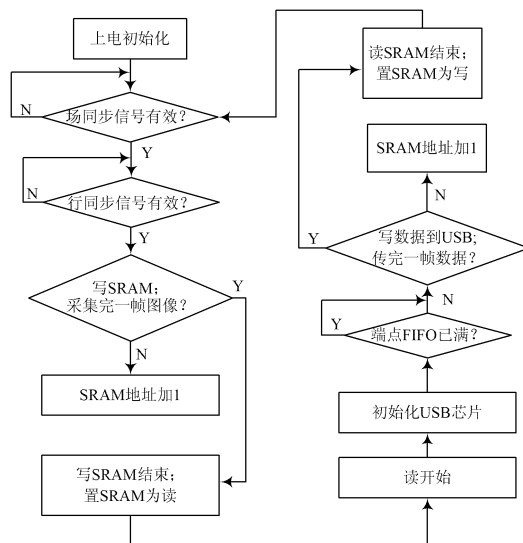 上电初始化
N
场同步信号有效？
Y
N
行同步信号有效？
Y
写SRAM；
采集完一帧图像？
Y
N
SRAM地址加1
写SRAM结束；
置SRAM为读
读SRAM结束；
置SRAM为写
SRAM地址加1
N
Y
写数据到USB;
传完一帧数据？
N
Y
端点FIFO已满？
初始化USB芯片
读开始